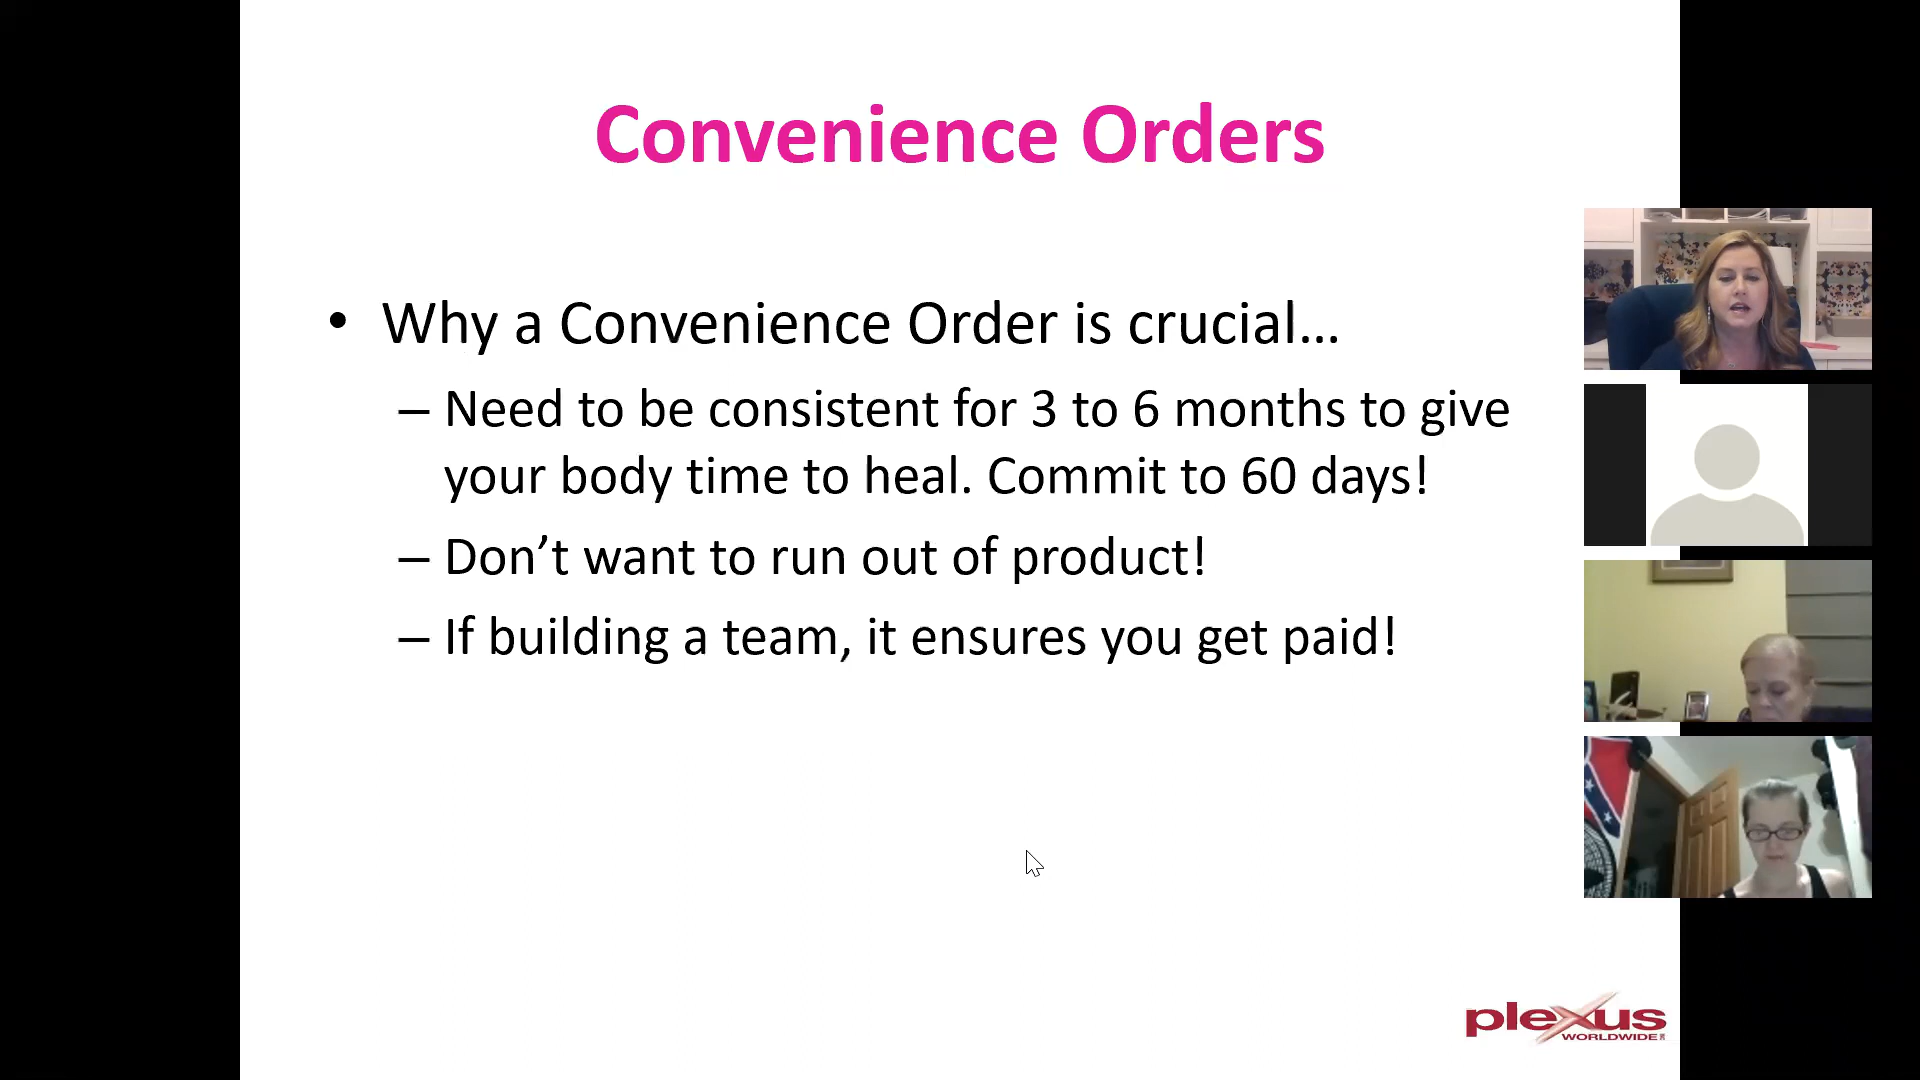 Convenience Orders
• Why a Convenience Order is crucial…
– Need to be consistent for 3 to 6 months to give
your body time to heal. Commit to 60 days!
– Don’t want to run out of product!
– If building a team, it ensures you get paid!
plexus
WORLDWIDE